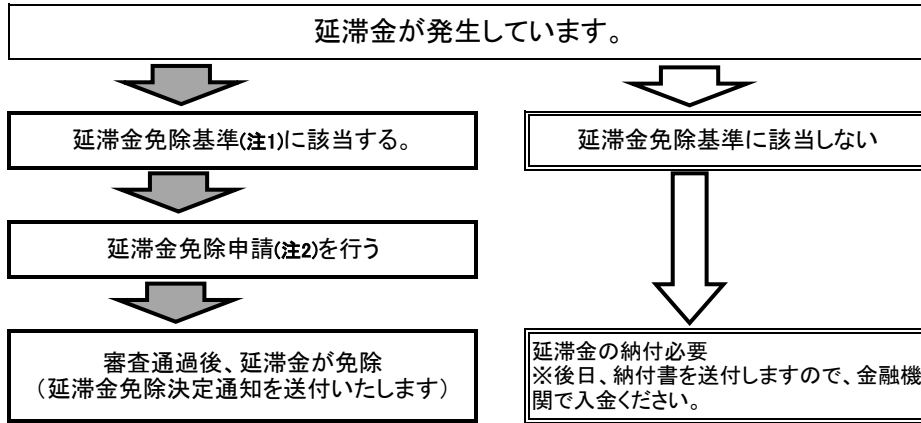 延滞金が発生しています。
延滞金免除基準(注1)に該当する。
延滞金免除基準に該当しない
延滞金免除申請(注2)を行う
審査通過後、延滞金が免除
（延滞金免除決定通知を送付いたします）
延滞金の納付必要
※後日、納付書を送付しますので、金融機
関で入金ください。